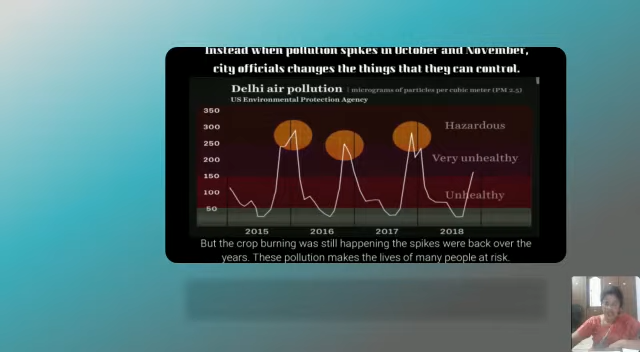 Instead when pollution spikes in October and November,
city officials changes the things that they can control.
Delhi air pollution | micrograms of particles per cubic meter (PM 2.5)
US Environmental Protection Agency
350
300
Hazardous
250
200
Very unhealthy
150
100
Unhealthy
50
2015 2016 2017 2018
But the crop burning was still happening the spikes were back over the
years. These pollution makes the lives of many people at risk.